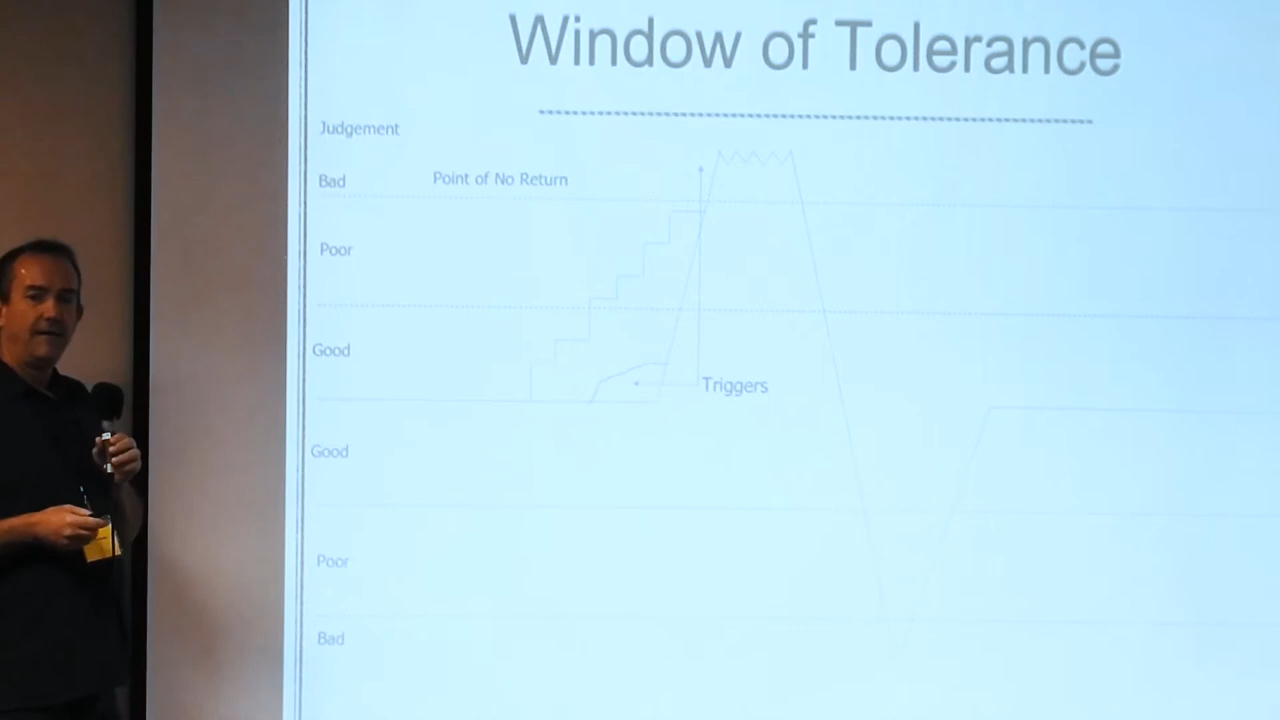 Window of Tolerance
Judgement
Bad
Point of No Return
Poor
Good
Triggers
Good
Poor
Bad